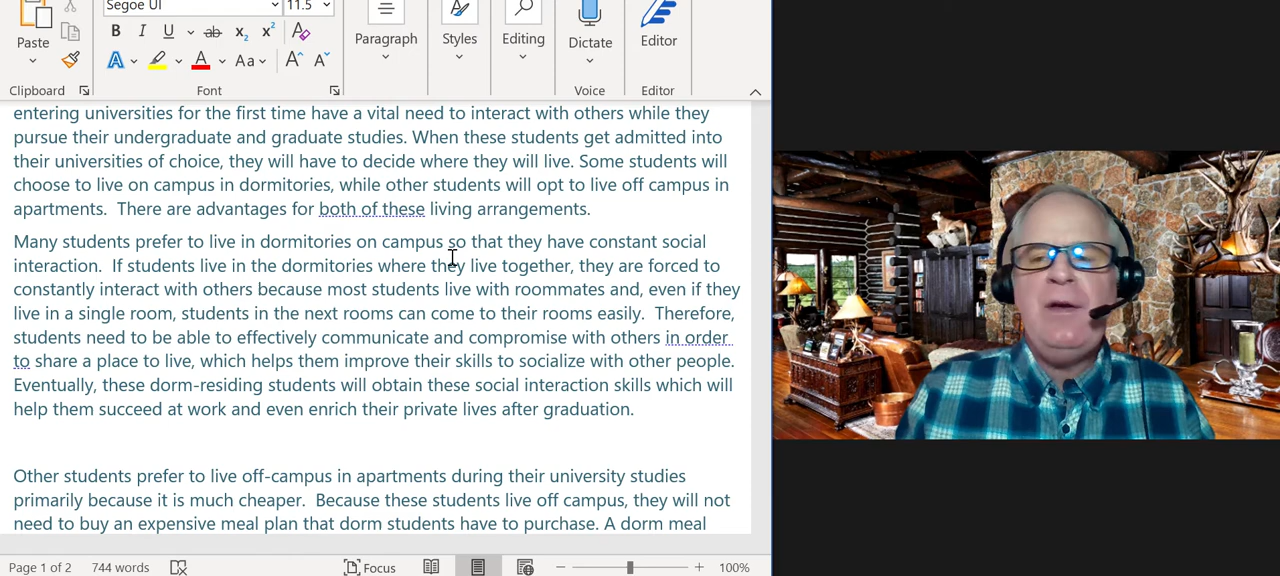 Segoe UI 11.5
Paste
B I U ab x₂ x²
A A Aa A A
Paragraph
Styles
Editing
Dictate
Editor
Clipboard
Font
Voice
Editor
entering universities for the first time have a vital need to interact with others while they
pursue their undergraduate and graduate studies. When these students get admitted into
their universities of choice, they will have to decide where they will live. Some students will
choose to live on campus in dormitories, while other students will opt to live off campus in
apartments.  There are advantages for both of these living arrangements.
Many students prefer to live in dormitories on campus so that they have constant social
interaction.  If students live in the dormitories where they live together, they are forced to
constantly interact with others because most students live with roommates and, even if they
live in a single room, students in the next rooms can come to their rooms easily.  Therefore,
students need to be able to effectively communicate and compromise with others in order
to share a place to live, which helps them improve their skills to socialize with other people.
Eventually, these dorm-residing students will obtain these social interaction skills which will
help them succeed at work and even enrich their private lives after graduation.
Other students prefer to live off-campus in apartments during their university studies
primarily because it is much cheaper.  Because these students live off campus, they will not
need to buy an expensive meal plan that dorm students have to purchase. A dorm meal
Page 1 of 2 744 words Focus 100%